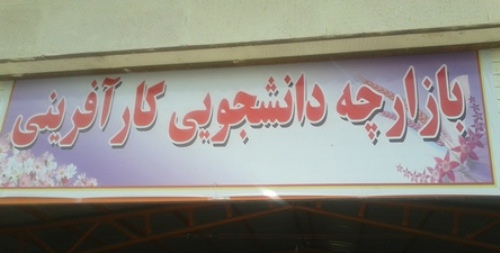 بازارچه دانشجویی کارآفرینی